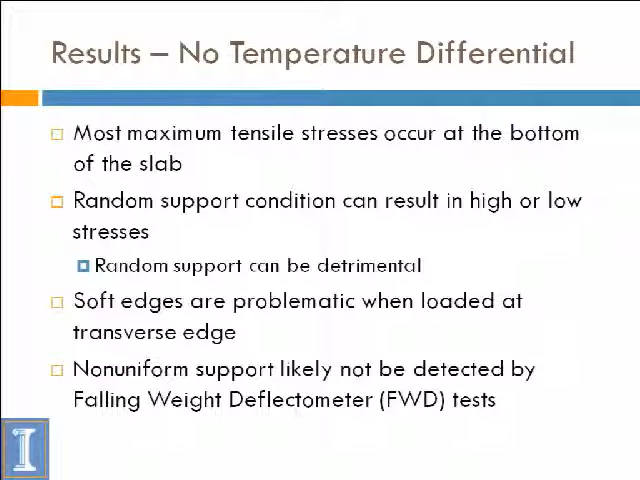 Results – No Temperature Differential
Most maximum tensile stresses occur at the bottom
of the slab
Random support condition can result in high or low
stresses
Random support can be detrimental
Soft edges are problematic when loaded at
transverse edge
Nonuniform support likely not be detected by
Falling Weight Deflectometer (FWD) tests
I